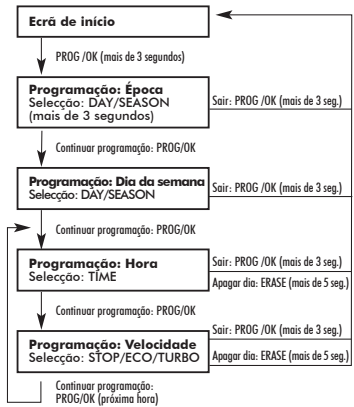 Ecrã de início
PROG /OK (mais de 3 segundos)
Programação: Época
Selecção: DAY/SEASON
(mais de 3 segundos)
Sair: PROG /OK (mais de 3 seg.)
Continuar programação: PROG/OK
Programação: Dia da semana
Selecção: DAY/SEASON
Sair: PROG /OK (mais de 3 seg.)
Continuar programação: PROG/OK
Programação: Hora
Selecção: TIME
Sair: PROG /OK (mais de 3 seg.)
Apagar dia: ERASE (mais de 5 seg.)
Continuar programação: PROG/OK
Sair: PROG /OK (mais de 3 seg.)
Programação: Velocidade
Selecção: STOP/ECO/TURBO
Apagar dia: ERASE (mais de 5 seg.)
Continuar programação:
PROG/OK (próxima hora)